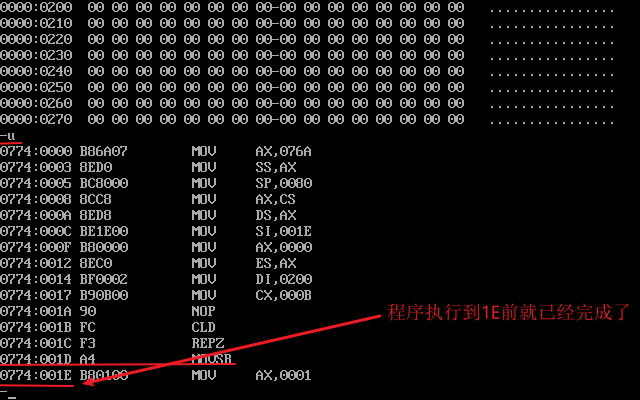 0000:0200  00 00 00 00 00 00 00 00-00 00 00 00 00 00 00 00   ................
0000:0210  00 00 00 00 00 00 00 00-00 00 00 00 00 00 00 00   ................
0000:0220  00 00 00 00 00 00 00 00-00 00 00 00 00 00 00 00   ................
0000:0230  00 00 00 00 00 00 00 00-00 00 00 00 00 00 00 00   ................
0000:0240  00 00 00 00 00 00 00 00-00 00 00 00 00 00 00 00   ................
0000:0250  00 00 00 00 00 00 00 00-00 00 00 00 00 00 00 00   ................
0000:0260  00 00 00 00 00 00 00 00-00 00 00 00 00 00 00 00   ................
0000:0270  00 00 00 00 00 00 00 00-00 00 00 00 00 00 00 00   ................
-u
0774:0000 B86A07        MOV     AX,076A
0774:0003 8ED0          MOV     SS,AX
0774:0005 BC8000        MOV     SP,0080
0774:0008 8CC8          MOV     AX,CS
0774:000A 8ED8          MOV     DS,AX
0774:000C BE1E00        MOV     SI,001E
0774:000F B80000        MOV     AX,0000
0774:0012 8EC0          MOV     ES,AX
0774:0014 BF0002        MOV     DI,0200
0774:0017 B90B00        MOV     CX,000B
0774:001A 90            NOP
0774:001B FC            CLD
0774:001C F3            REPZ
0774:001D A4            MOVSB
0774:001E B80100        MOV     AX,0001
-
程序执行到1E前就已经完成了